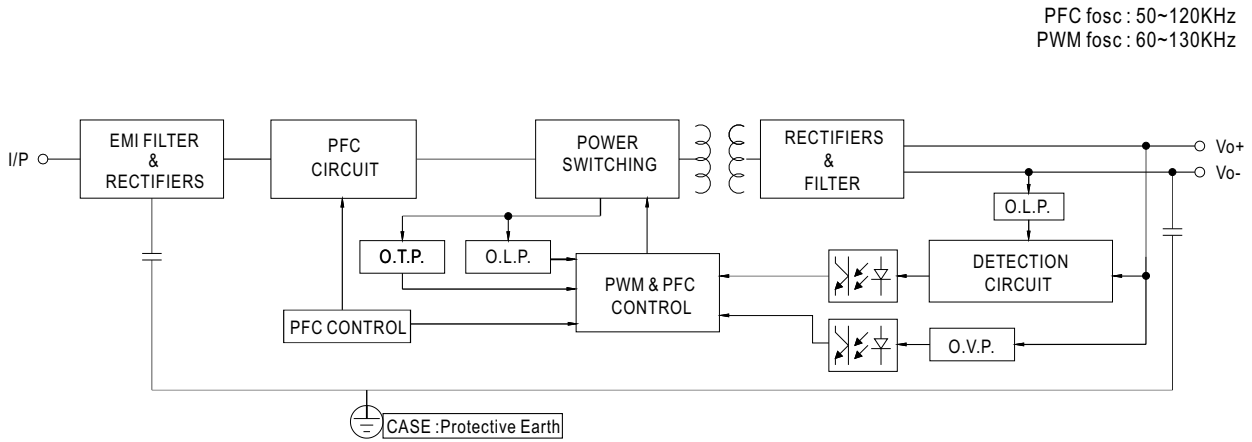 PFC fosc : 50~120KHz
PWM fosc : 60~130KHz
I/P
EMI FILTER
&
RECTIFIERS
PFC
CIRCUIT
POWER
SWITCHING
RECTIFIERS
&
FILTER
Vo+
Vo-
O.L.P.
O.T.P.
O.L.P.
PWM & PFC
CONTROL
DETECTION
CIRCUIT
PFC CONTROL
O.V.P.
CASE :Protective Earth